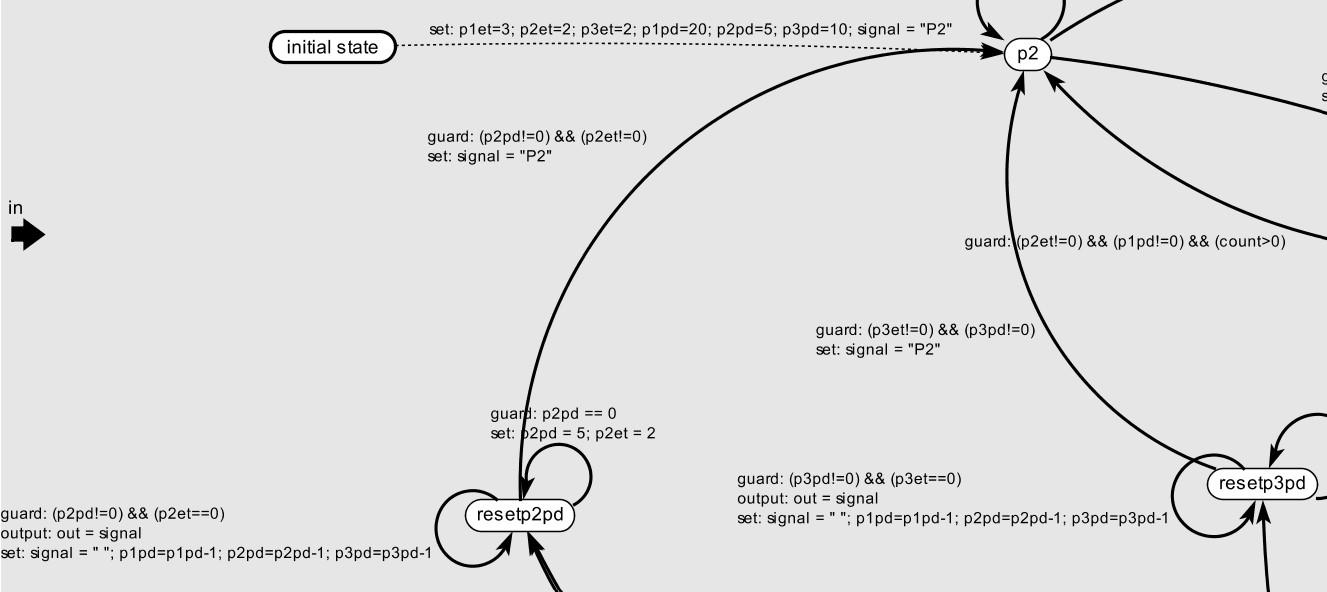 set: p1et=3; p2et=2; p3et=2; p1pd=20; p2pd=5; p3pd=10; signal = "P2"
initial state
p2
guard: (p2pd!=0) && (p2et!=0)
set: signal = "P2"
in
guard: (p2et!=0) && (p1pd!=0) && (count>0)
guard: (p3et!=0) && (p3pd!=0)
set: signal = "P2"
guard: p2pd == 0
set: p2pd = 5; p2et = 2
guard: (p3pd!=0) && (p3et==0)
output: out = signal
set: signal = " "; p1pd=p1pd-1; p2pd=p2pd-1; p3pd=p3pd-1
resetp3pd
resetp2pd
guard: (p2pd!=0) && (p2et==0)
output: out = signal
set: signal = " "; p1pd=p1pd-1; p2pd=p2pd-1; p3pd=p3pd-1